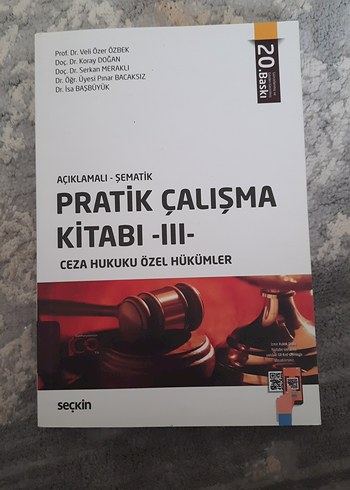 Prof. Dr. Veli Özer ÖZBEK
Doç. Dr. Koray DOĞAN
Doç. Dr. Serkan MERAKLI
Dr. Öğr. Üyesi Pınar BACAKSIZ
Dr. İsa BAŞBÜYÜK
20.Baskı
AÇIKLAMALI - ŞEMATİK
PRATİK ÇALIŞMA
KİTABI -III-
CEZA HUKUKU ÖZEL HÜKÜMLER
seçkin